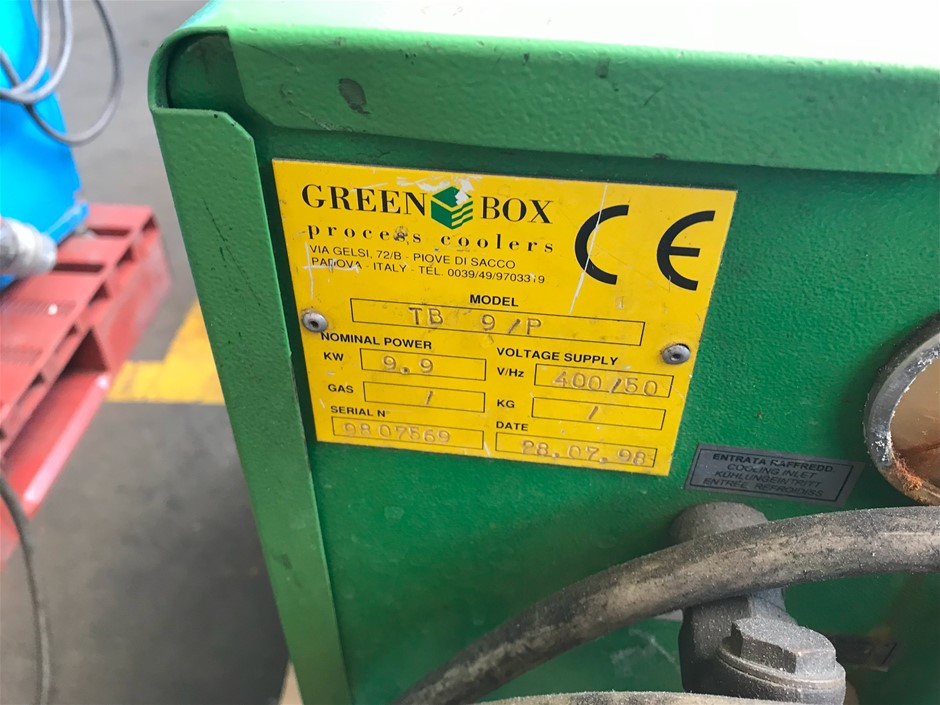 GREEN BOX
process coolers
VIA GELSI, 72/B - PIOVE DI SACCO
PADOVA - ITALY - TEL. 0039/49/9703319
CE
MODEL
TB 9/P
NOMINAL POWER
KW 9.9
VOLTAGE SUPPLY
V/Hz 400/50
GAS /
KG /
SERIAL N°
9807569
DATE
28.07.98
ENTRATA RAFFREDD
COOLING INLET
KÜHLUNGEINTRITT
ENTRÉE REFROIDISS